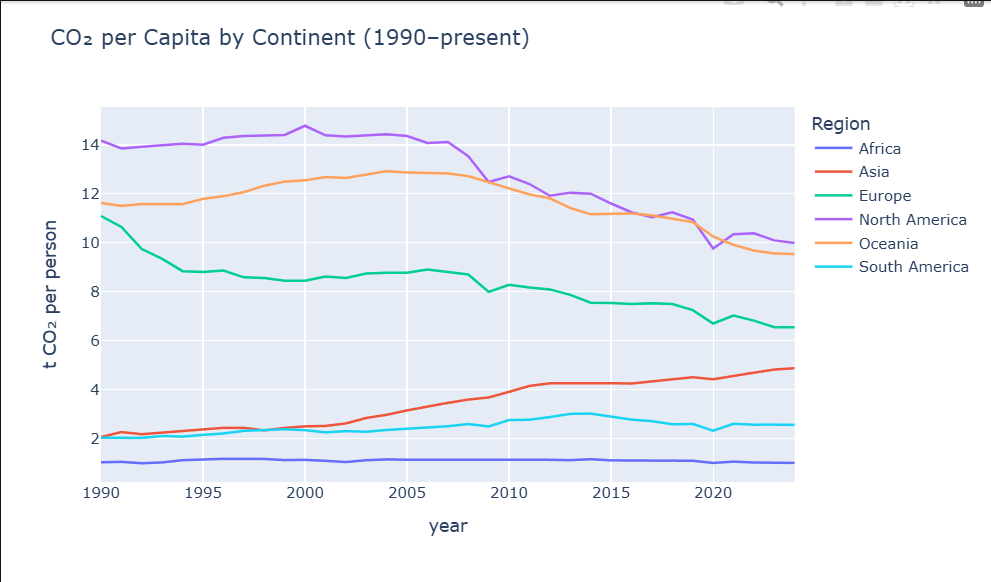 CO₂ per Capita by Continent (1990–present)
Region
Africa
Asia
Europe
North America
Oceania
South America
t CO₂ per person
14
12
10
8
6
4
2
1990 1995 2000 2005 2010 2015 2020
year